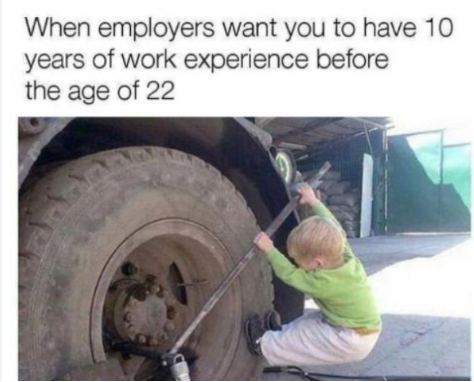 When employers want you to have 10
years of work experience before
the age of 22